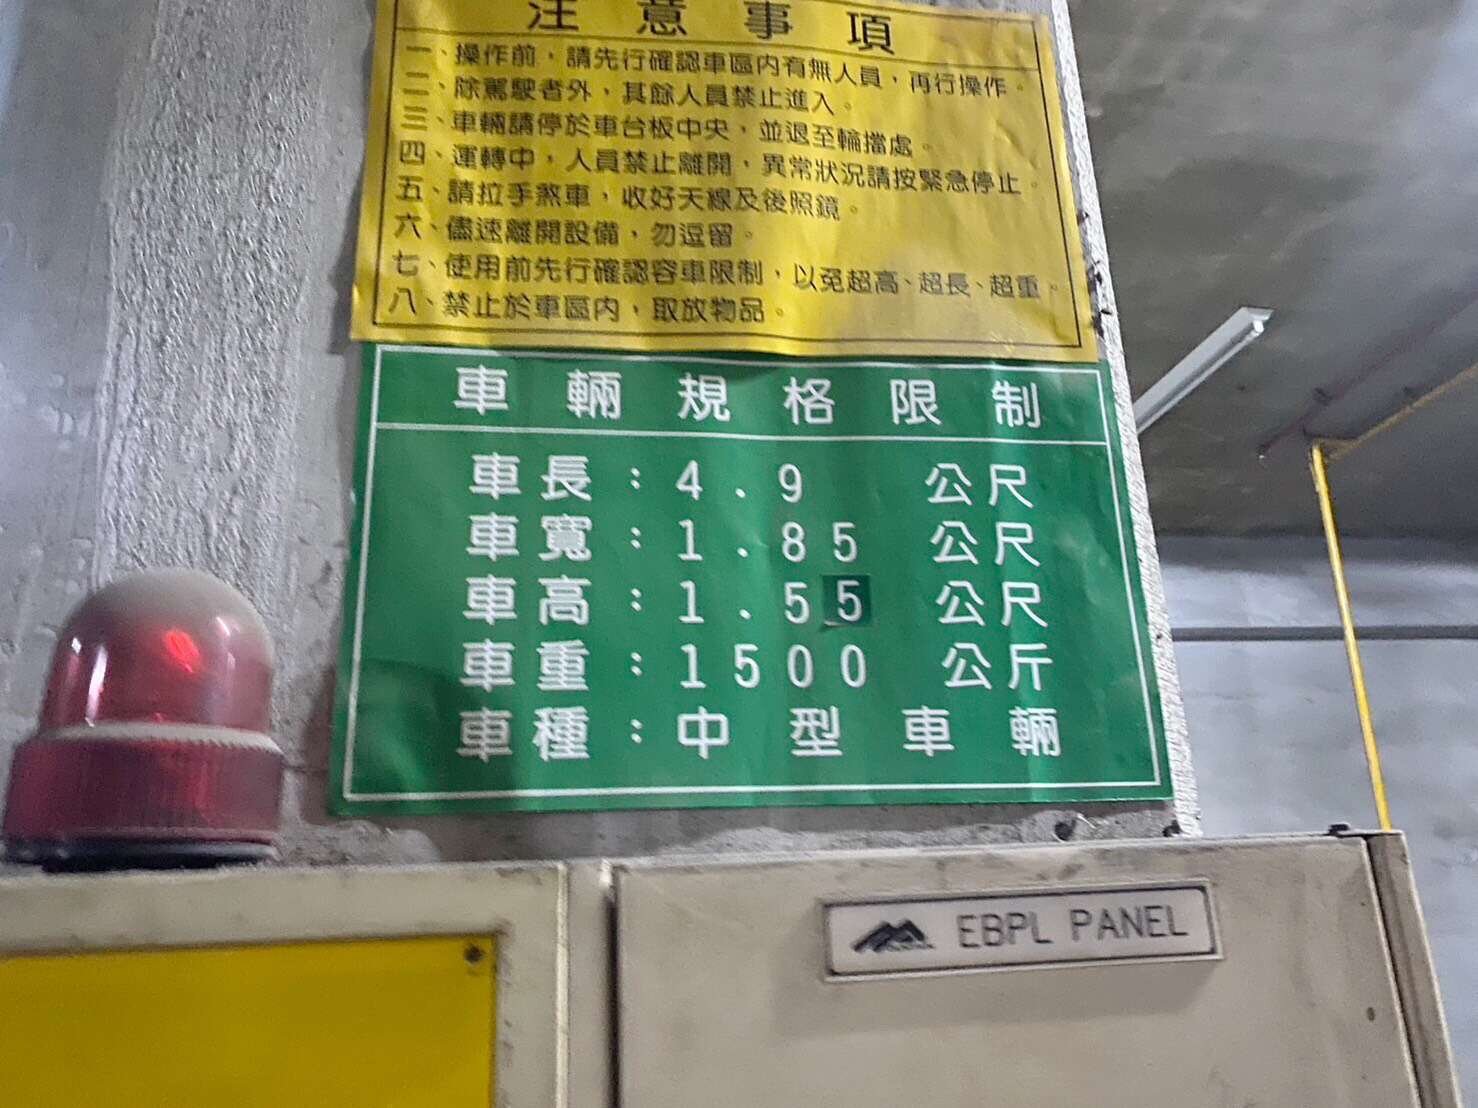 注意事項
一、操作前，請先行確認車區內有無人員，再行操作。
二、除駕駛者外，其餘人員禁止進入。
三、車輛請停於車台板中央，並退至輪擋處。
四、運轉中，人員禁止離開，異常狀況請按緊急停止。
五、請拉手煞車，收好天線及後照鏡。
六、儘速離開設備，勿逗留。
七、使用前先行確認容車限制，以免超高、超長、超重。
八、禁止於車區內，取放物品。
車輛規格限制
車長：4.9 公尺
車寬：1.85 公尺
車高：1.55 公尺
車重：1500 公斤
車種：中型車輛
EBPL PANEL